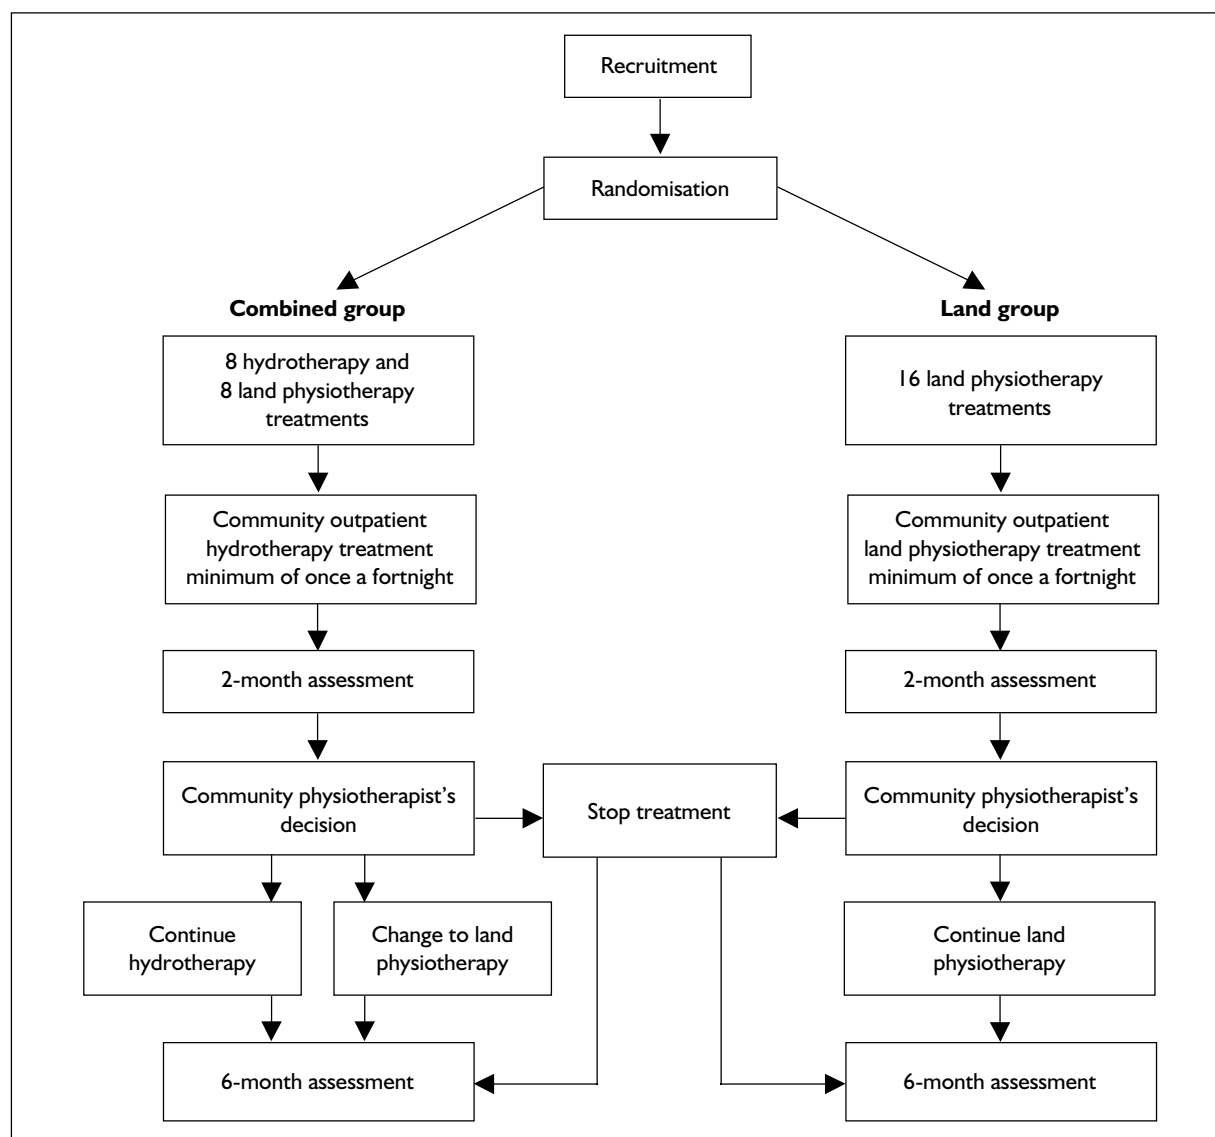 Recruitment
Randomisation
Combined group
Land group
8 hydrotherapy and
8 land physiotherapy
treatments
16 land physiotherapy
treatments
Community outpatient
hydrotherapy treatment
minimum of once a fortnight
Community outpatient
land physiotherapy treatment
minimum of once a fortnight
2-month assessment
2-month assessment
Community physiotherapist’s
decision
Stop treatment
Community physiotherapist’s
decision
Continue
hydrotherapy
Change to land
physiotherapy
Continue land
physiotherapy
6-month assessment
6-month assessment